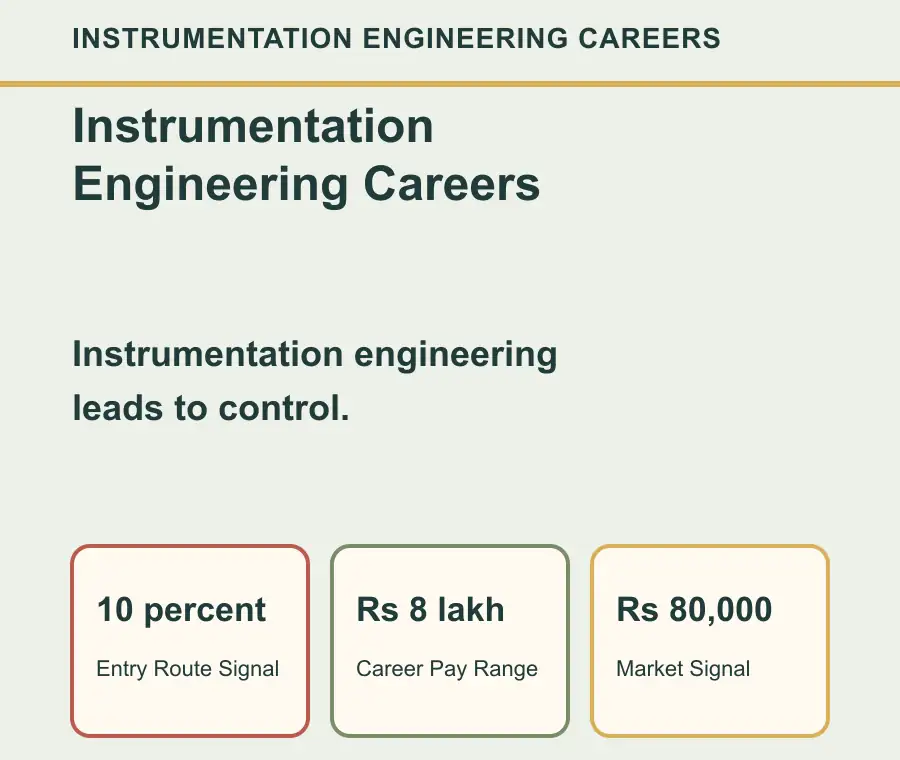 INSTRUMENTATION ENGINEERING CAREERS
Instrumentation
Engineering Careers
Instrumentation engineering
leads to control.
10 percent
Entry Route Signal
Rs 8 lakh
Career Pay Range
Rs 80,000
Market Signal